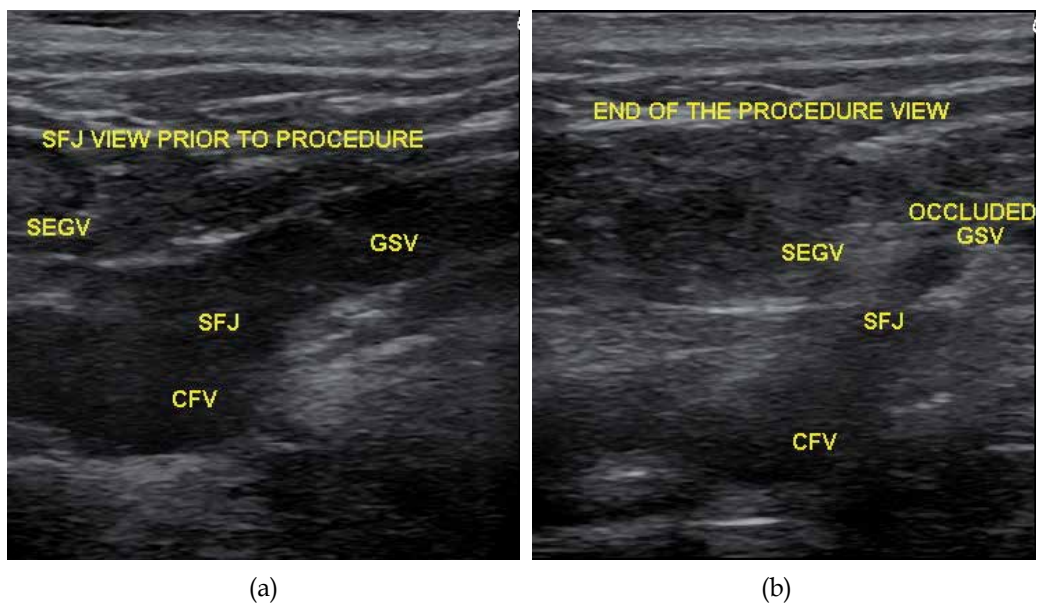 SFJ VIEW PRIOR TO PROCEDURE
SEGV
GSV
SFJ
CFV
(a)
END OF THE PROCEDURE VIEW
OCCLUDED
GSV
SEGV
SFJ
CFV
(b)